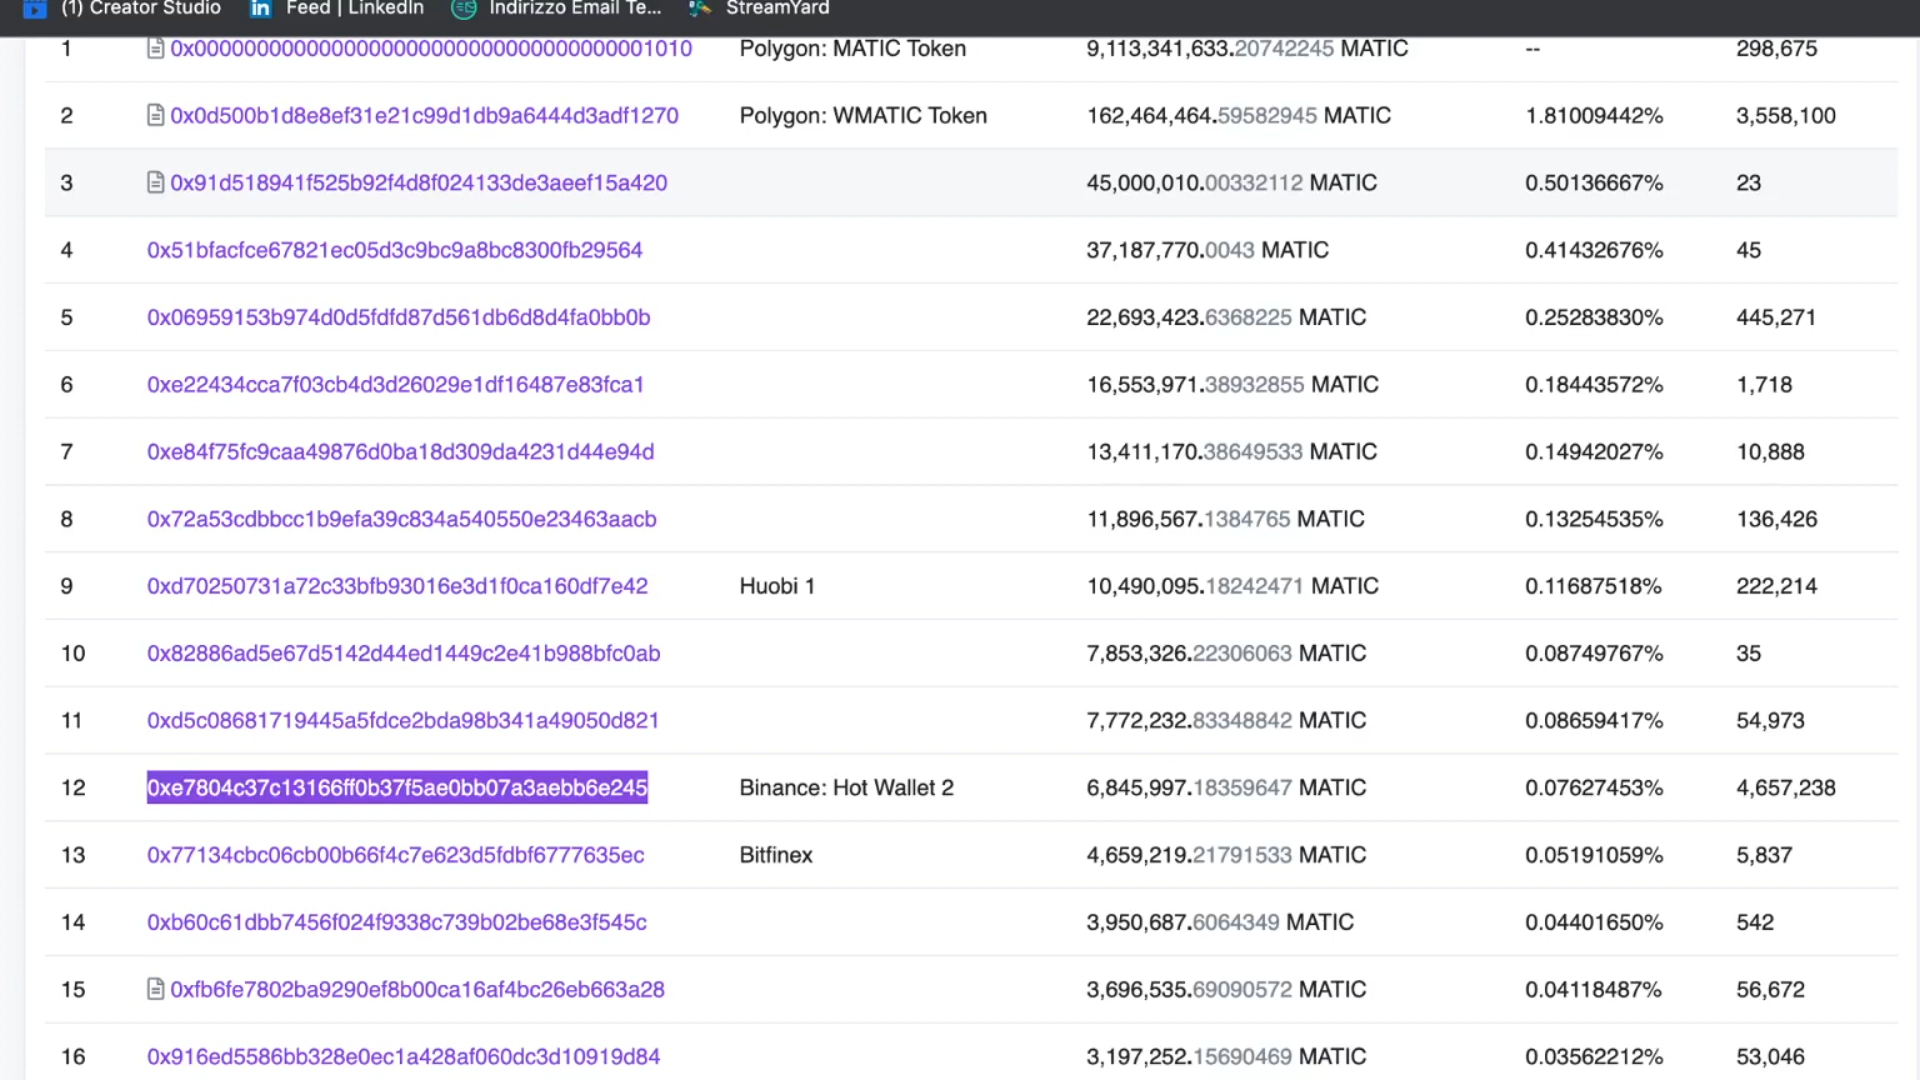 (1) Creator Studio Feed | LinkedIn Indirizzo Email Te... StreamYard
1 0x0000000000000000000000000000000000001010 Polygon: MATIC Token 9,113,341,633.20742245 MATIC -- 298,675
2 0x0d500b1d8e8ef31e21c99d1db9a6444d3adf1270 Polygon: WMATIC Token 162,464,464.59582945 MATIC 1.81009442% 3,558,100
3 0x91d518941f525b92f4d8f024133de3aeef15a420 45,000,010.00332112 MATIC 0.50136667% 23
4 0x51bfacfce67821ec05d3c9bc9a8bc8300fb29564 37,187,770.0043 MATIC 0.41432676% 45
5 0x06959153b974d0d5fdfd87d561db6d8d4fa0bb0b 22,693,423.6368225 MATIC 0.25283830% 445,271
6 0xe22434cca7f03cb4d3d26029e1df16487e83fca1 16,553,971.38932855 MATIC 0.18443572% 1,718
7 0xe84f75fc9caa49876d0ba18d309da4231d44e94d 13,411,170.38649533 MATIC 0.14942027% 10,888
8 0x72a53cdbbcc1b9efa39c834a540550e23463aacb 11,896,567.1384765 MATIC 0.13254535% 136,426
9 0xd70250731a72c33bfb93016e3d1f0ca160df7e42 Huobi 1 10,490,095.18242471 MATIC 0.11687518% 222,214
10 0x82886ad5e67d5142d44ed1449c2e41b988bfc0ab 7,853,326.22306063 MATIC 0.08749767% 35
11 0xd5c08681719445a5fdce2bda98b341a49050d821 7,772,232.83348842 MATIC 0.08659417% 54,973
12 0xe7804c37c13166ff0b37f5ae0bb07a3aebb6e245 Binance: Hot Wallet 2 6,845,997.18359647 MATIC 0.07627453% 4,657,238
13 0x77134cbc06cb00b66f4c7e623d5fdbf6777635ec Bitfinex 4,659,219.21791533 MATIC 0.05191059% 5,837
14 0xb60c61dbb7456f024f9338c739b02be68e3f545c 3,950,687.6064349 MATIC 0.04401650% 542
15 0xfb6fe7802ba9290ef8b00ca16af4bc26eb663a28 3,696,535.69090572 MATIC 0.04118487% 56,672
16 0x916ed5586bb328e0ec1a428af060dc3d10919d84 3,197,252.15690469 MATIC 0.03562212% 53,046